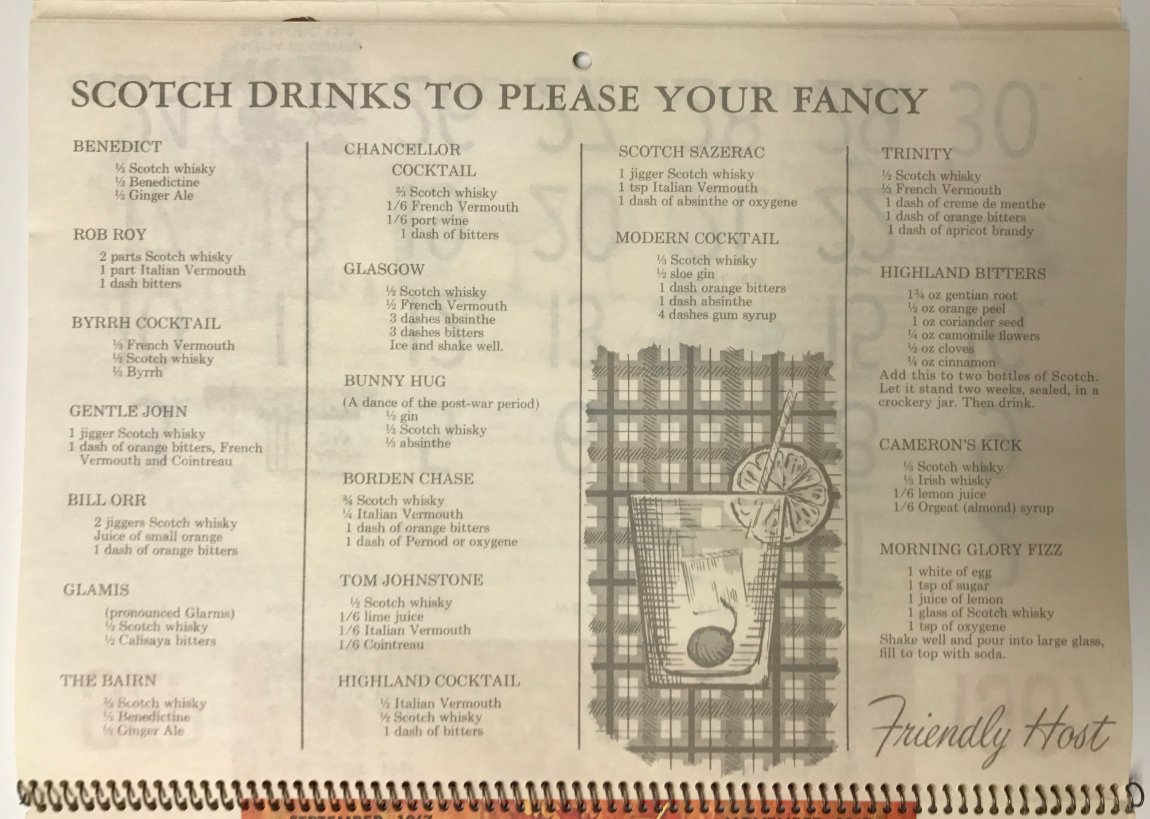 SCOTCH DRINKS TO PLEASE YOUR FANCY
BENEDICT
⅓ Scotch whisky
⅓ Benedictine
⅓ Ginger Ale
ROB ROY
2 parts Scotch whisky
1 part Italian Vermouth
1 dash bitters
BYRRH COCKTAIL
⅓ French Vermouth
⅓ Scotch whisky
⅓ Byrrh
GENTLE JOHN
1 jigger Scotch whisky
1 dash of orange bitters, French
Vermouth and Cointreau
BILL ORR
2 jiggers Scotch whisky
Juice of small orange
1 dash of orange bitters
GLAMIS
(pronounced Glarms)
½ Scotch whisky
½ Calisaya bitters
THE BAIRN
⅔ Scotch whisky
⅓ Benedictine
⅓ Ginger Ale
CHANCELLOR
COCKTAIL
⅔ Scotch whisky
1/6 French Vermouth
1/6 port wine
1 dash of bitters
GLASGOW
½ Scotch whisky
½ French Vermouth
3 dashes absinthe
3 dashes bitters
Ice and shake well.
BUNNY HUG
(A dance of the post-war period)
⅓ gin
⅓ Scotch whisky
⅓ absinthe
BORDEN CHASE
¾ Scotch whisky
¼ Italian Vermouth
1 dash of orange bitters
1 dash of Pernod or oxygene
TOM JOHNSTONE
½ Scotch whisky
1/6 lime juice
1/6 Italian Vermouth
1/6 Cointreau
HIGHLAND COCKTAIL
½ Italian Vermouth
½ Scotch whisky
1 dash of bitters
SCOTCH SAZERAC
1 jigger Scotch whisky
1 tsp Italian Vermouth
1 dash of absinthe or oxygene
MODERN COCKTAIL
⅓ Scotch whisky
½ sloe gin
1 dash orange bitters
1 dash absinthe
4 dashes gum syrup
TRINITY
½ Scotch whisky
⅓ French Vermouth
1 dash of creme de menthe
1 dash of orange bitters
1 dash of apricot brandy
HIGHLAND BITTERS
1¾ oz gentian root
½ oz orange peel
1 oz coriander seed
¼ oz camomile flowers
½ oz cloves
¼ oz cinnamon
Add this to two bottles of Scotch.
Let it stand two weeks, sealed, in a
crockery jar. Then drink.
CAMERON'S KICK
⅓ Scotch whisky
⅓ Irish whisky
1/6 lemon juice
1/6 Orgeat (almond) syrup
MORNING GLORY FIZZ
1 white of egg
1 tsp of sugar
1 juice of lemon
1 glass of Scotch whisky
1 tsp of oxygene
Shake well and pour into large glass,
fill to top with soda.
Friendly Host
SEPTEMBER 1967